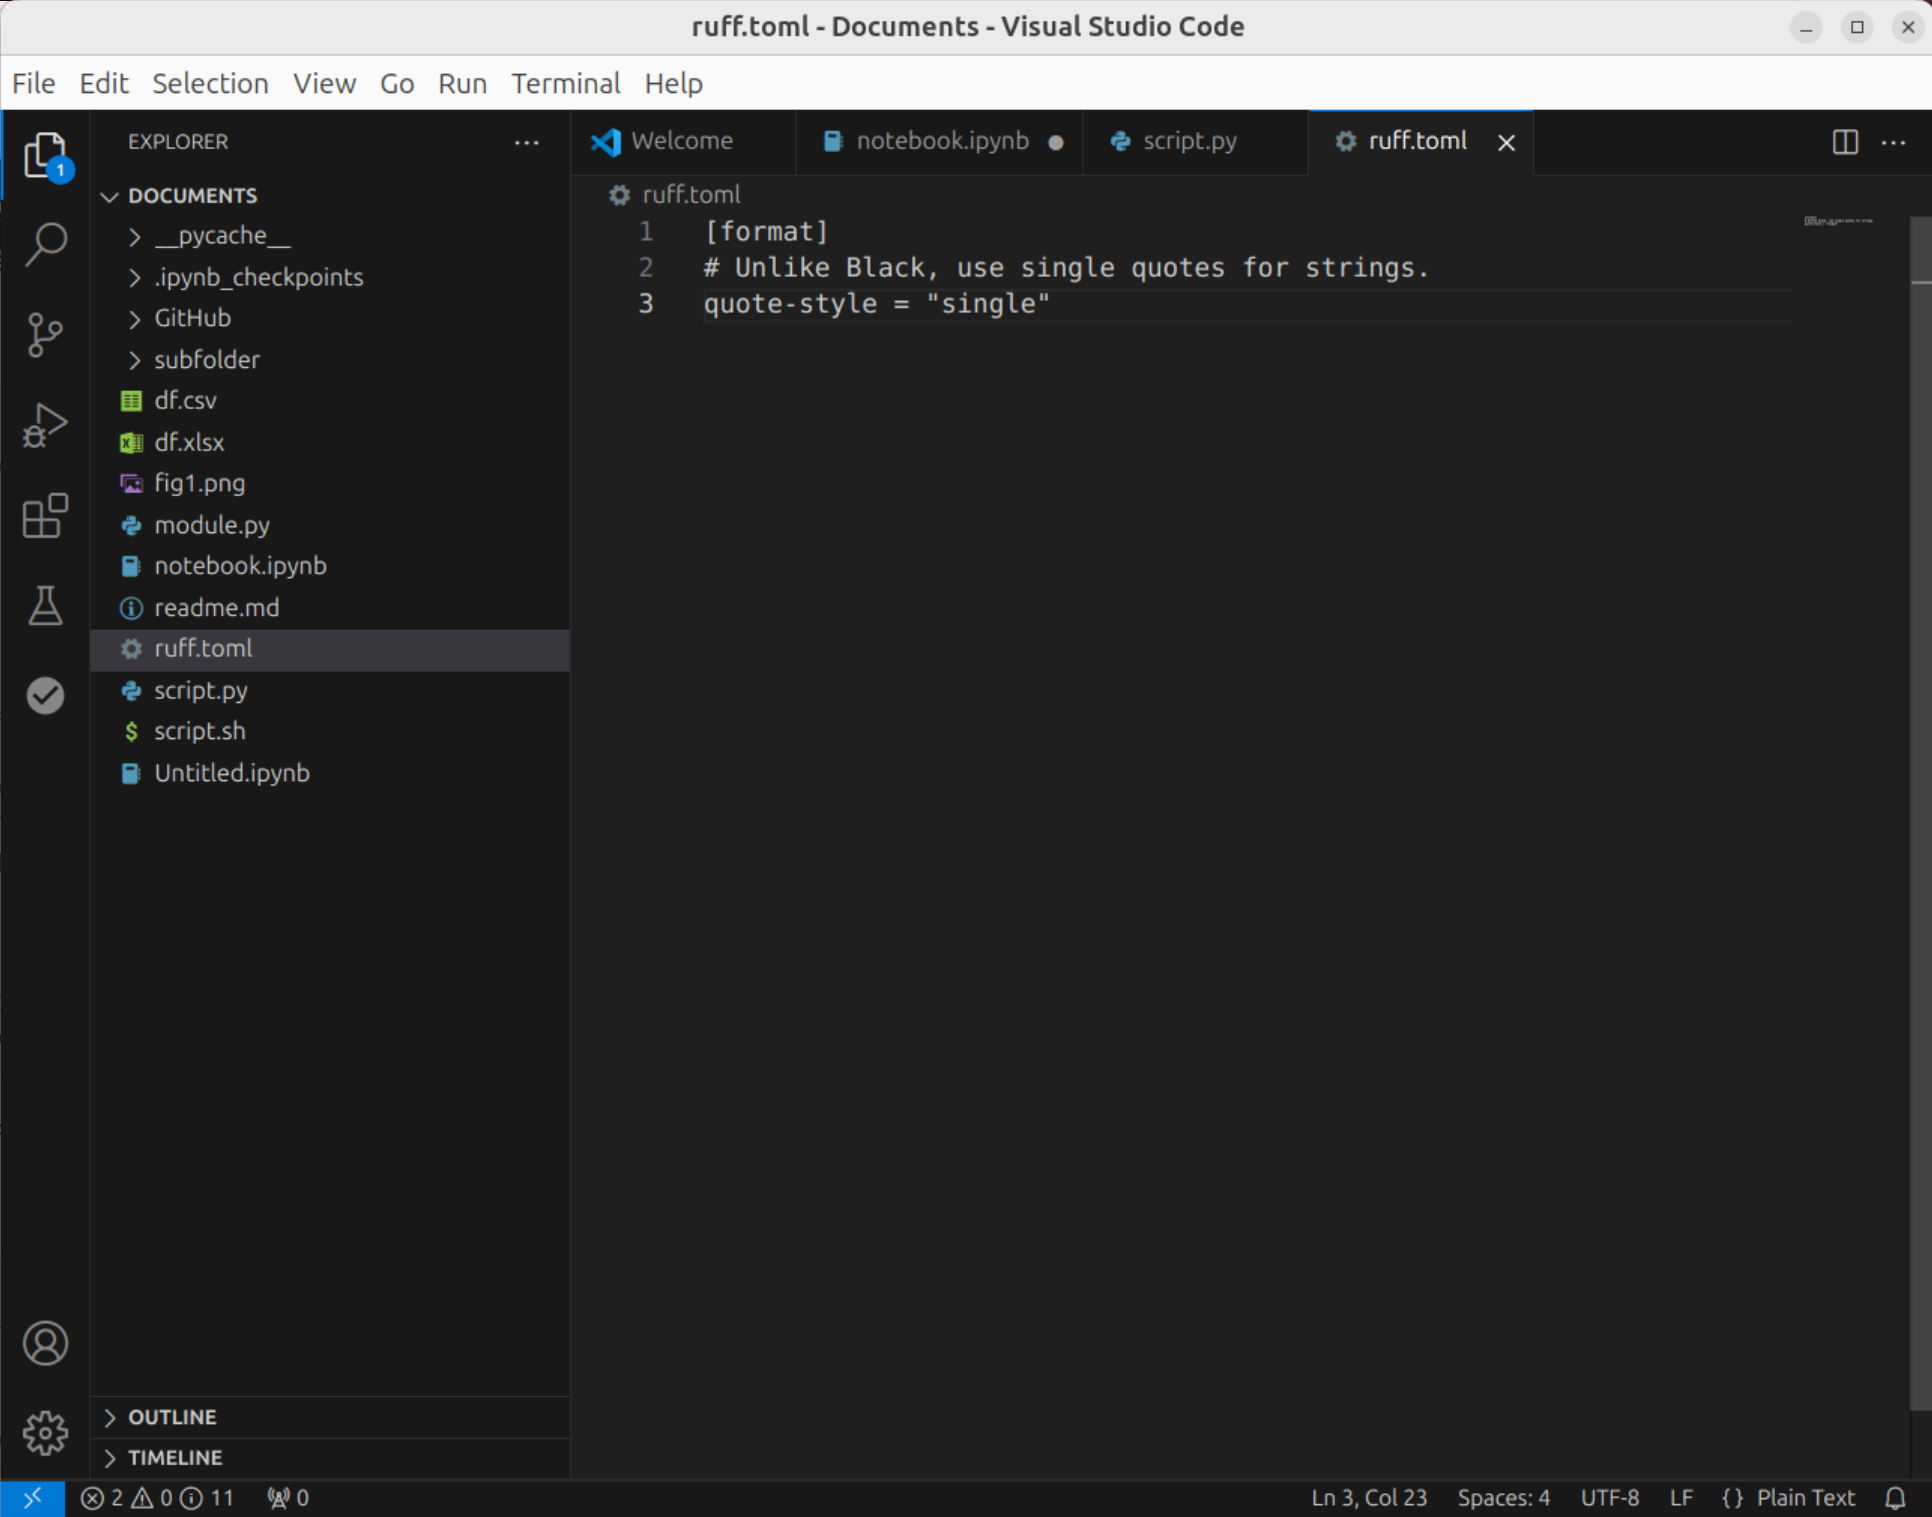 ruff.toml - Documents - Visual Studio Code
File Edit Selection View Go Run Terminal Help
EXPLORER
1
DOCUMENTS
__pycache__
.ipynb_checkpoints
GitHub
subfolder
df.csv
df.xlsx
fig1.png
module.py
notebook.ipynb
readme.md
ruff.toml
script.py
script.sh
Untitled.ipynb
OUTLINE
TIMELINE
Welcome notebook.ipynb script.py ruff.toml
ruff.toml
1 [format]
2 # Unlike Black, use single quotes for strings.
3 quote-style = "single"
2 0 11 0 Ln 3, Col 23 Spaces: 4 UTF-8 LF {} Plain Text